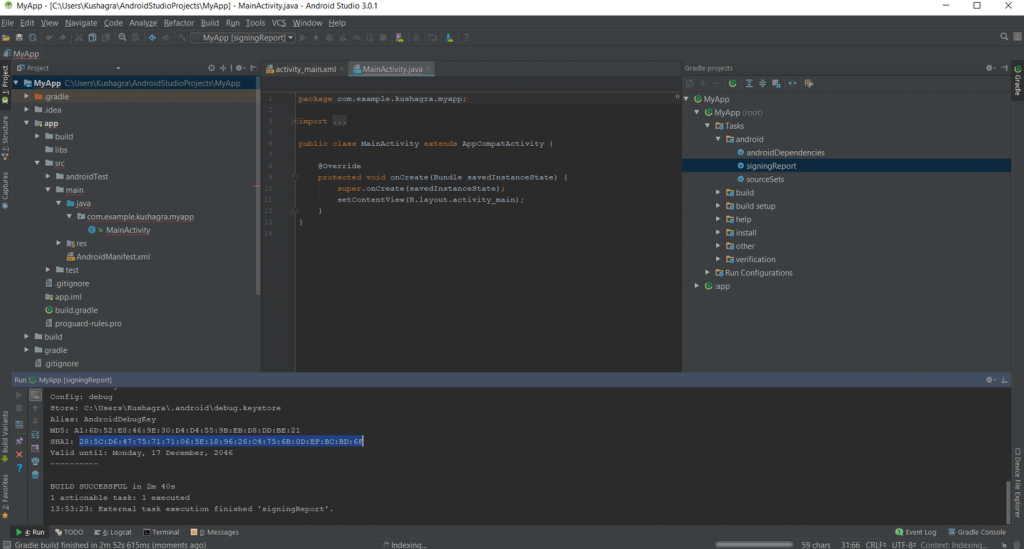 MyApp - [C:\Users\Kushagra\AndroidStudioProjects\MyApp] - MainActivity.java - Android Studio 3.0.1
File Edit View Navigate Code Analyze Refactor Build Run Tools VCS Window Help
MyApp [signingReport]
MyApp
Project
activity_main.xml
MainActivity.java
Gradle projects
1: Project
Z: Structure
Captures
Build Variants
2: Favorites
Gradle
Device File Explorer
MyApp C:\Users\Kushagra\AndroidStudioProjects\MyApp
.gradle
.idea
app
build
libs
src
androidTest
main
java
com.example.kushagra.myapp
MainActivity
res
AndroidManifest.xml
test
.gitignore
app.iml
build.gradle
proguard-rules.pro
build
gradle
.gitignore
1 package com.example.kushagra.myapp;
2
3 import ...
6 public class MainActivity extends AppCompatActivity {
8 @Override
9 protected void onCreate(Bundle savedInstanceState) {
10 super.onCreate(savedInstanceState);
11 setContentView(R.layout.activity_main);
12 }
13 }
14
MyApp
MyApp (root)
Tasks
android
androidDependencies
signingReport
sourceSets
build
build setup
help
install
other
verification
Run Configurations
:app
Run MyApp [signingReport]
Config: debug
Store: C:\Users\Kushagra\.android\debug.keystore
Alias: AndroidDebugKey
MD5: A1:6D:52:E8:46:9E:30:D4:D4:55:9B:EB:D8:DD:BE:21
SHA1: 28:5C:D6:47:75:71:71:06:5E:18:96:26:C4:75:6B:0D:EF:BC:BD:6F
Valid until: Monday, 17 December, 2046
----------
BUILD SUCCESSFUL in 2m 40s
1 actionable task: 1 executed
13:53:23: External task execution finished 'signingReport'.
4: Run TODO 6: Logcat Terminal 0: Messages Event Log Gradle Console
Gradle build finished in 2m 52s 615ms (moments ago) Indexing... 59 chars 31:66 CRLF UTF-8 Context: Indexing...